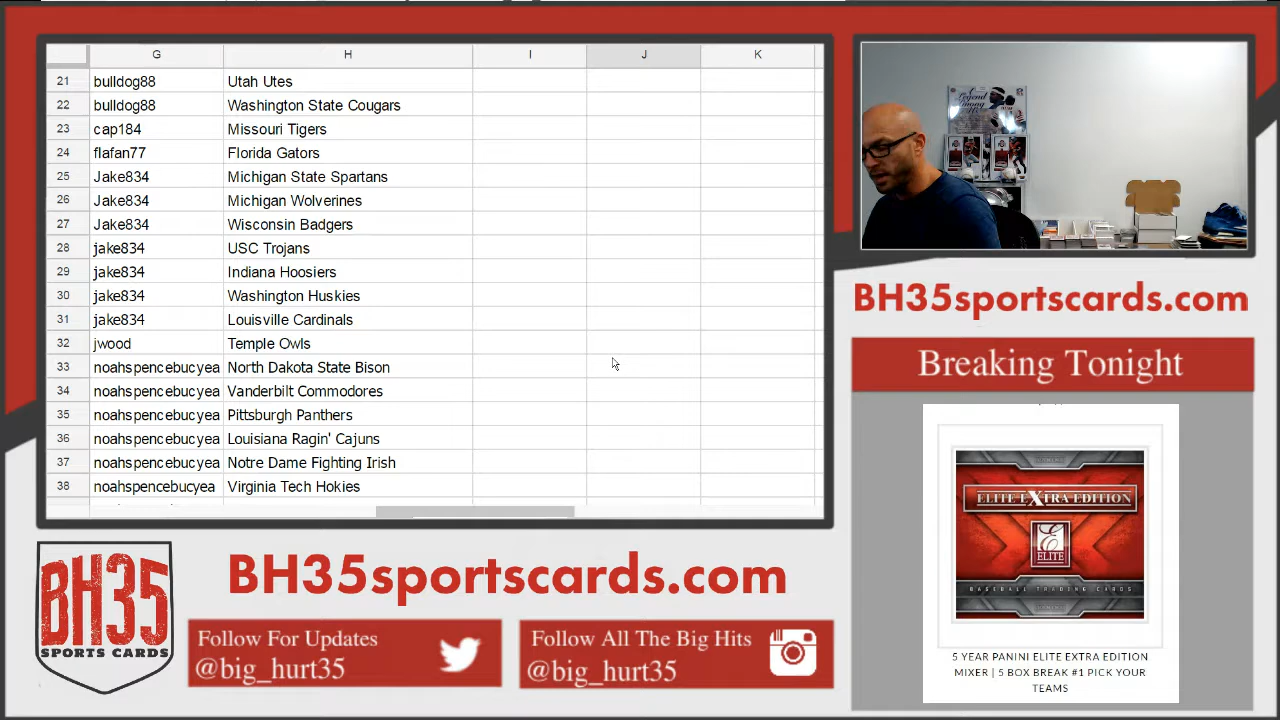 G H I J K
21 bulldog88 Utah Utes
22 bulldog88 Washington State Cougars
23 cap184 Missouri Tigers
24 flafan77 Florida Gators
25 Jake834 Michigan State Spartans
26 Jake834 Michigan Wolverines
27 Jake834 Wisconsin Badgers
28 jake834 USC Trojans
29 jake834 Indiana Hoosiers
30 jake834 Washington Huskies
31 jake834 Louisville Cardinals
32 jwood Temple Owls
33 noahspencebucyea North Dakota State Bison
34 noahspencebucyea Vanderbilt Commodores
35 noahspencebucyea Pittsburgh Panthers
36 noahspencebucyea Louisiana Ragin' Cajuns
37 noahspencebucyea Notre Dame Fighting Irish
38 noahspencebucyea Virginia Tech Hokies
BH35sportscards.com
Breaking Tonight
ELITE EXTRA EDITION
E
ELITE
BASEBALL TRADING CARDS
5 YEAR PANINI ELITE EXTRA EDITION
MIXER | 5 BOX BREAK #1 PICK YOUR
TEAMS
BH35
SPORTS CARDS
BH35sportscards.com
Follow For Updates
@big_hurt35
Follow All The Big Hits
@big_hurt35